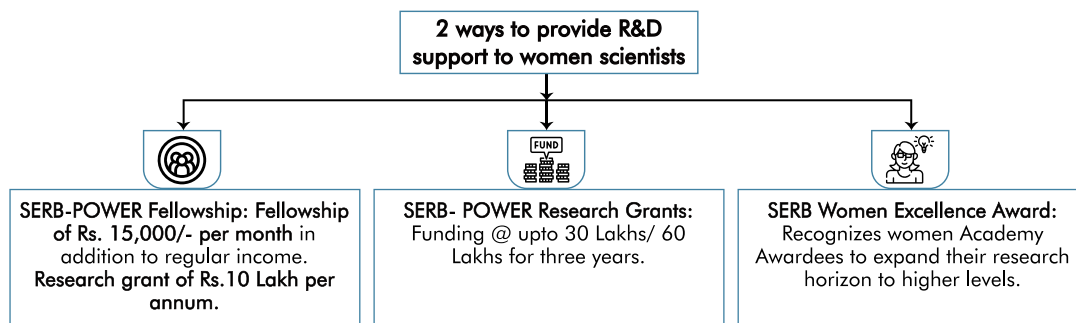 2 ways to provide R&D
support to women scientists
FUND
SERB-POWER Fellowship: Fellowship
of Rs. 15,000/- per month in
addition to regular income.
Research grant of Rs.10 Lakh per
annum.
SERB- POWER Research Grants:
Funding @ upto 30 Lakhs/ 60
Lakhs for three years.
SERB Women Excellence Award:
Recognizes women Academy
Awardees to expand their research
horizon to higher levels.